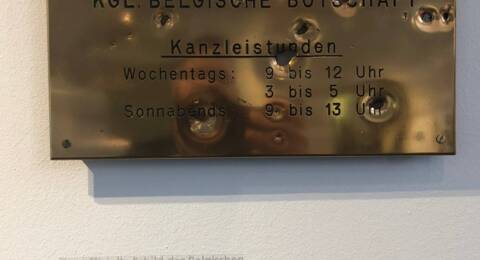 KGL. BELGISCHE BOTSCHAFT
Kanzleistunden
Wochentags: 9 bis 12 Uhr
3 bis 5 Uhr
Sonnabends: 9 bis 13 Uhr